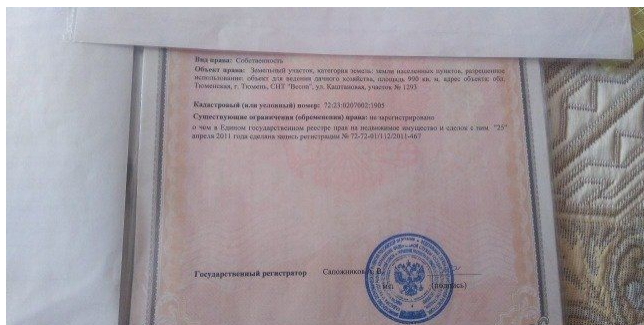 Вид права: Собственность
Объект права: Земельный участок, категория земель: земли населенных пунктов, разрешенное
использование: объект для ведения дачного хозяйства, площадь 990 кв. м, адрес объекта: обл.
Тюменская, г. Тюмень, СНТ "Весна", ул. Каштановая, участок № 1293
Кадастровый (или условный) номер: 72:23:0207002:1905
Существующие ограничения (обременения) права: не зарегистрировано
о чем в Едином государственном реестре прав на недвижимое имущество и сделок с ним "25"
апреля 2011 года сделана запись регистрации № 72-72-01/112/2011-467
Государственный регистратор
Сапожникова
м.п.
(подпись)